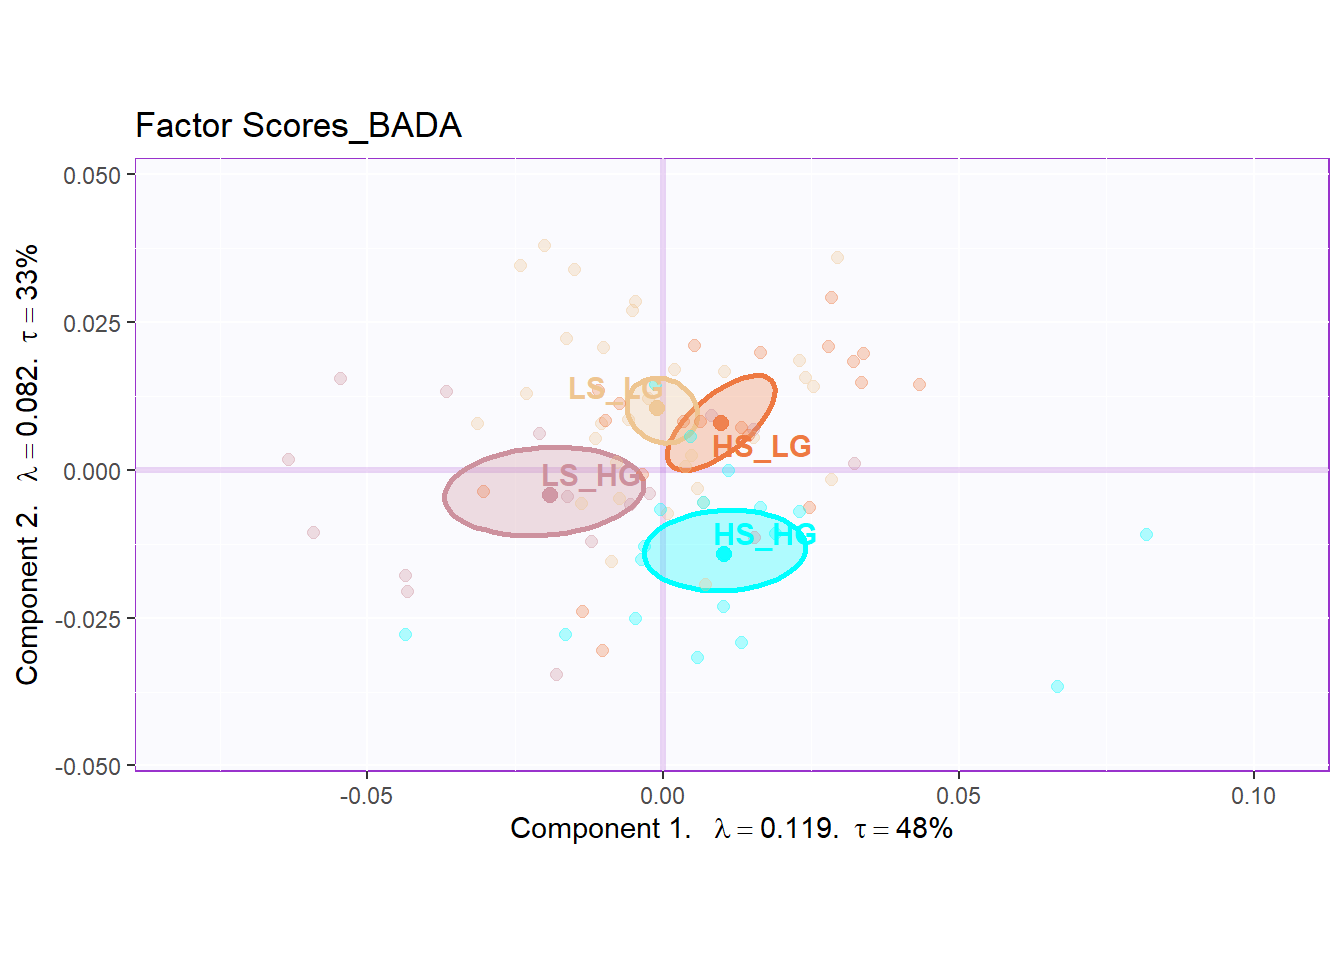 Factor Scores_BADA
0.050
0.025
0.000
-0.025
-0.050
Component 2.  λ = 0.082.  τ = 33%
LS_LG
HS_LG
LS_HG
HS_HG
-0.05
0.00
0.05
0.10
Component 1.  λ = 0.119.  τ = 48%